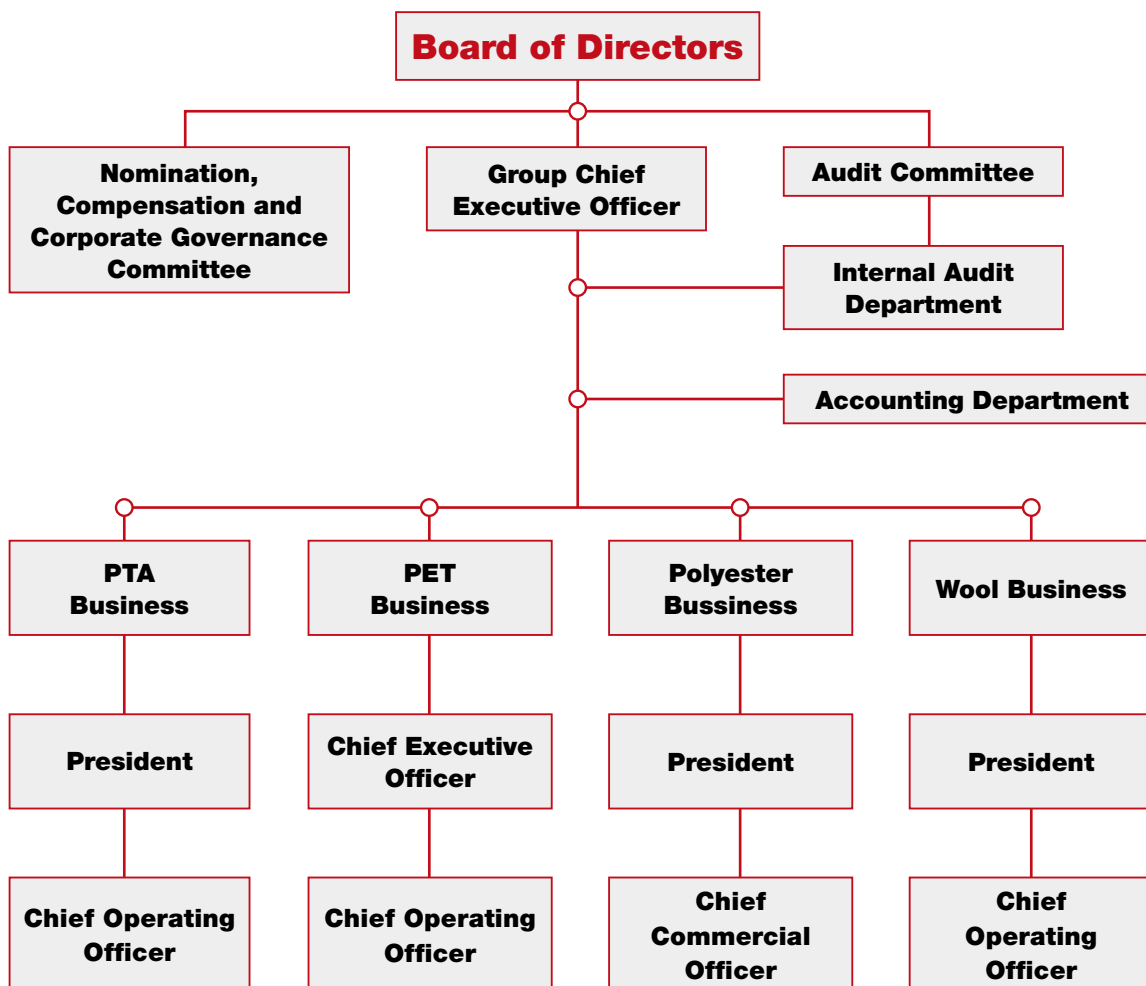 Board of Directors
Nomination,
Compensation and
Corporate Governance
Committee
Group Chief
Executive Officer
Audit Committee
Internal Audit
Department
Accounting Department
PTA
Business
PET
Business
Polyester
Bussiness
Wool Business
President
Chief Executive
Officer
President
President
Chief Operating
Officer
Chief Operating
Officer
Chief
Commercial
Officer
Chief
Operating
Officer